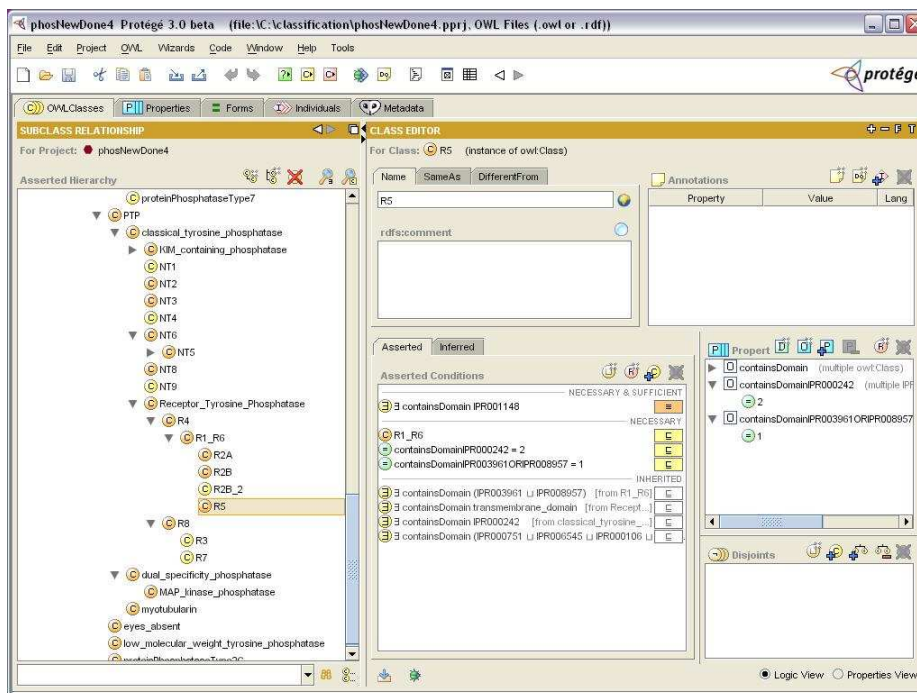 phosNewDone4 Protégé 3.0 beta (file:\C:\classification\phosNewDone4.pprj, OWL Files (.owl or .rdf))
File Edit Project OWL Wizards Code Window Help Tools
protégé
OWLClasses Properties Forms Individuals Metadata
SUBCLASS RELATIONSHIP
For Project: phosNewDone4
Asserted Hierarchy
proteinPhosphataseType7
PTP
classical_tyrosine_phosphatase
KIM_containing_phosphatase
NT1
NT2
NT3
NT4
NT6
NT5
NT8
NT9
Receptor_Tyrosine_Phosphatase
R4
R1_R6
R2A
R2B
R2B_2
R5
R8
R3
R7
dual_specificity_phosphatase
MAP_kinase_phosphatase
myotubularin
eyes_absent
low_molecular_weight_tyrosine_phosphatase
CLASS EDITOR
For Class: R5 (instance of owl:Class)
Name SameAs DifferentFrom
R5
rdfs:comment
Annotations
Property Value Lang
Asserted Inferred
Asserted Conditions
NECESSARY & SUFFICIENT
∃ containsDomain IPR001148
NECESSARY
R1_R6
containsDomainIPR000242 = 2
containsDomainIPR003961ORIPR008957 = 1
INHERITED
∃ containsDomain (IPR003961 ⊔ IPR008957) [from R1_R6]
∃ containsDomain transmembrane_domain [from Recept...]
∃ containsDomain IPR000242 [from classical_tyrosine_...]
∃ containsDomain (IPR000751 ⊔ IPR006545 ⊔ IPR000106 ⊔
Propert
containsDomain (multiple owl:Class)
containsDomainIPR000242 (multiple IPF
= 2
containsDomainIPR003961ORIPR008957
= 1
Disjoints
Logic View Properties View